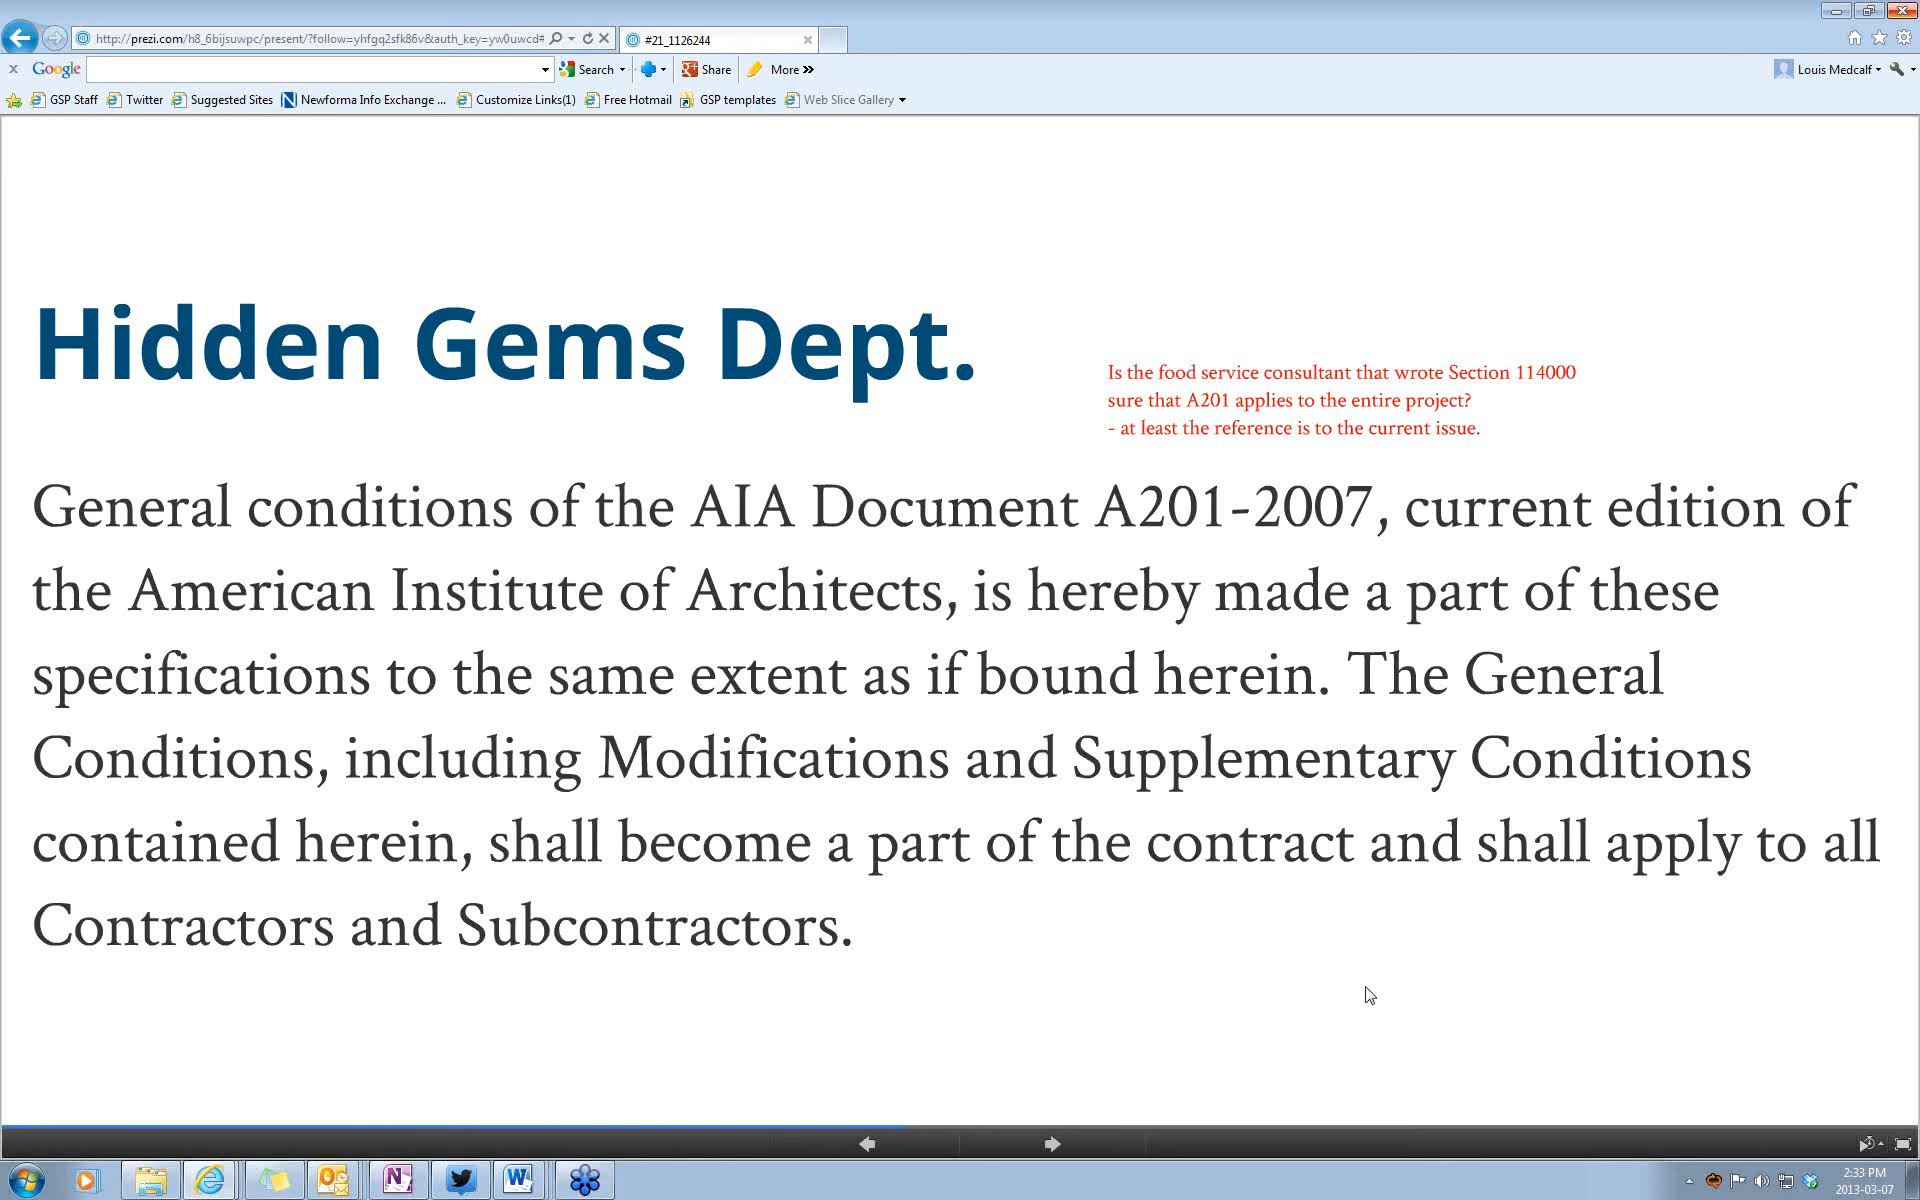 http://prezi.com/h8_6bijsuwpc/present/?follow=yhfgq2sfk86v&auth_key=yw0uwcd#
#21_1126244
Google
Search
Share
More »
Louis Medcalf
GSP Staff
Twitter
Suggested Sites
Newforma Info Exchange ...
Customize Links(1)
Free Hotmail
GSP templates
Web Slice Gallery
Hidden Gems Dept.
Is the food service consultant that wrote Section 114000
sure that A201 applies to the entire project?
- at least the reference is to the current issue.
General conditions of the AIA Document A201-2007, current edition of
the American Institute of Architects, is hereby made a part of these
specifications to the same extent as if bound herein. The General
Conditions, including Modifications and Supplementary Conditions
contained herein, shall become a part of the contract and shall apply to all
Contractors and Subcontractors.
2:33 PM
2013-03-07